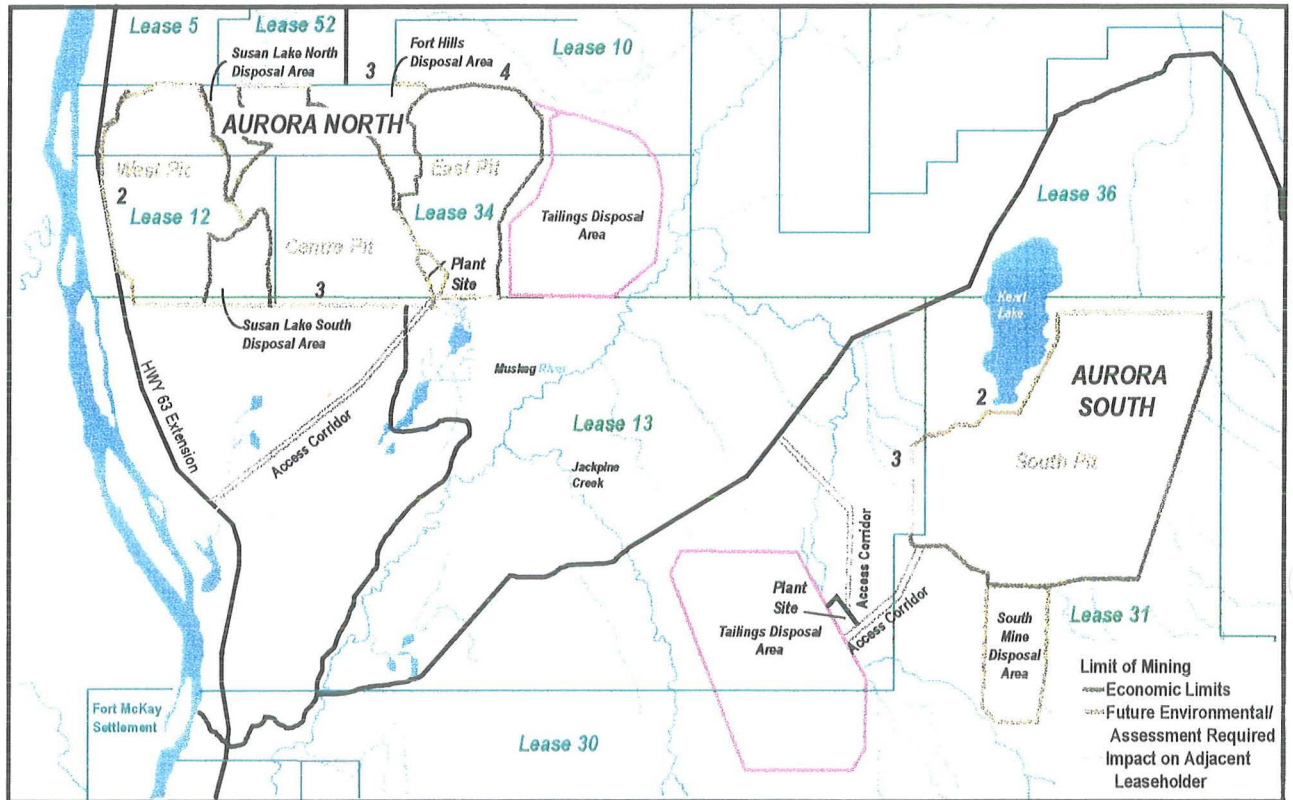 Lease 5
Lease 52
Susan Lake North
Disposal Area
3
Fort Hills
Disposal Area
4
Lease 10
AURORA NORTH
West Pit
2
Lease 12
East Pit
Lease 34
Centre Pit
Plant
Site
3
Tailings Disposal
Area
Susan Lake South
Disposal Area
HWY 63 Extension
Access Corridor
Muskeg River
Lease 13
Jackpine
Creek
Lease 36
Kearl
Lake
2
AURORA
SOUTH
3
South Pit
Access Corridor
Plant
Site
Tailings Disposal
Area
Access Corridor
South
Mine
Disposal
Area
Lease 31
Fort McKay
Settlement
Lease 30
Limit of Mining
Economic Limits
Future Environmental/
Assessment Required
Impact on Adjacent
Leaseholder